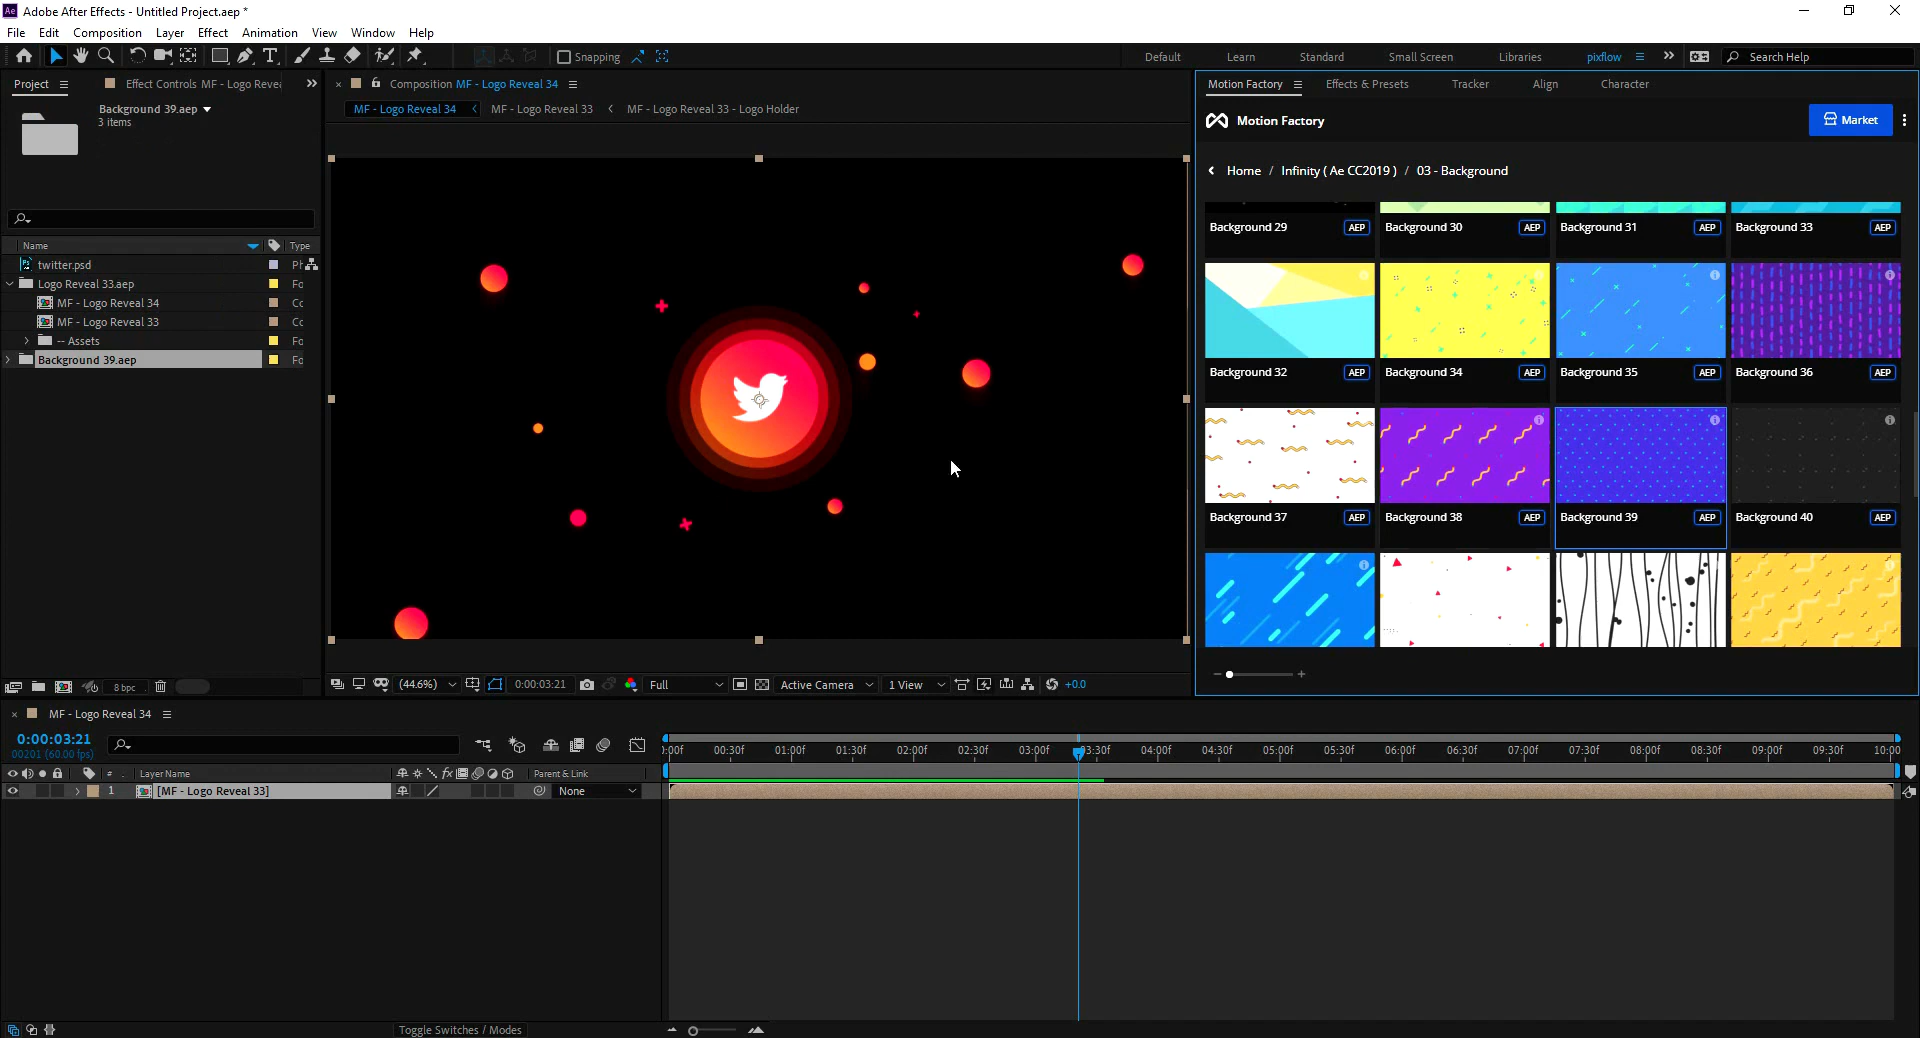 Ae Adobe After Effects - Untitled Project.aep *
File Edit Composition Layer Effect Animation View Window Help
Snapping Default Learn Standard Small Screen Libraries pixflow Search Help
Project Effect Controls MF - Logo Revea
Background 39.aep
3 items
Name Type
twitter.psd
Logo Reveal 33.aep Fo
MF - Logo Reveal 34 Cc
MF - Logo Reveal 33 Cc
-- Assets Fo
Background 39.aep Fo
8 bpc
Composition MF - Logo Reveal 34
MF - Logo Reveal 34 MF - Logo Reveal 33 MF - Logo Reveal 33 - Logo Holder
(44.6%) 0:00:03:21 Full Active Camera 1 View +0.0
Motion Factory Effects & Presets Tracker Align Character
Motion Factory Market
Home / Infinity ( Ae CC2019 ) / 03 - Background
Background 29 AEP Background 30 AEP Background 31 AEP Background 33 AEP
Background 32 AEP Background 34 AEP Background 35 AEP Background 36 AEP
Background 37 AEP Background 38 AEP Background 39 AEP Background 40 AEP
MF - Logo Reveal 34
0:00:03:21
00201 (60.00 fps)
):00f 00:30f 01:00f 01:30f 02:00f 02:30f 03:00f 03:30f 04:00f 04:30f 05:00f 05:30f 06:00f 06:30f 07:00f 07:30f 08:00f 08:30f 09:00f 09:30f 10:00
# Layer Name fx Parent & Link
1 [MF - Logo Reveal 33] None
Toggle Switches / Modes